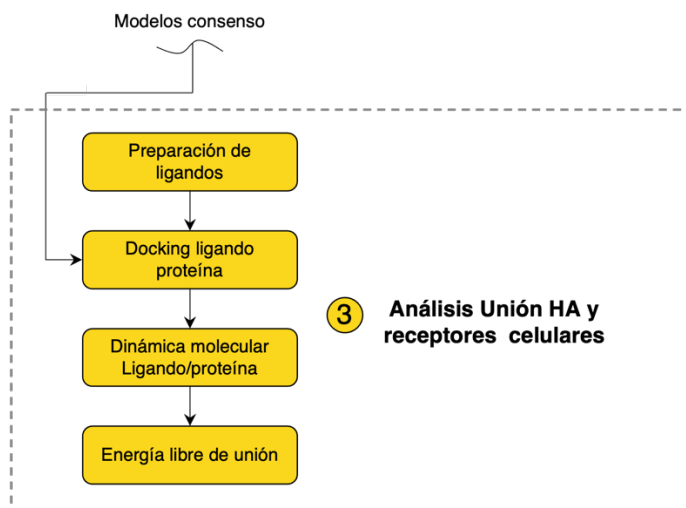 Modelos consenso
Preparación de
ligandos
Docking ligando
proteína
3
Análisis Unión HA y
receptores celulares
Dinámica molecular
Ligando/proteína
Energía libre de unión